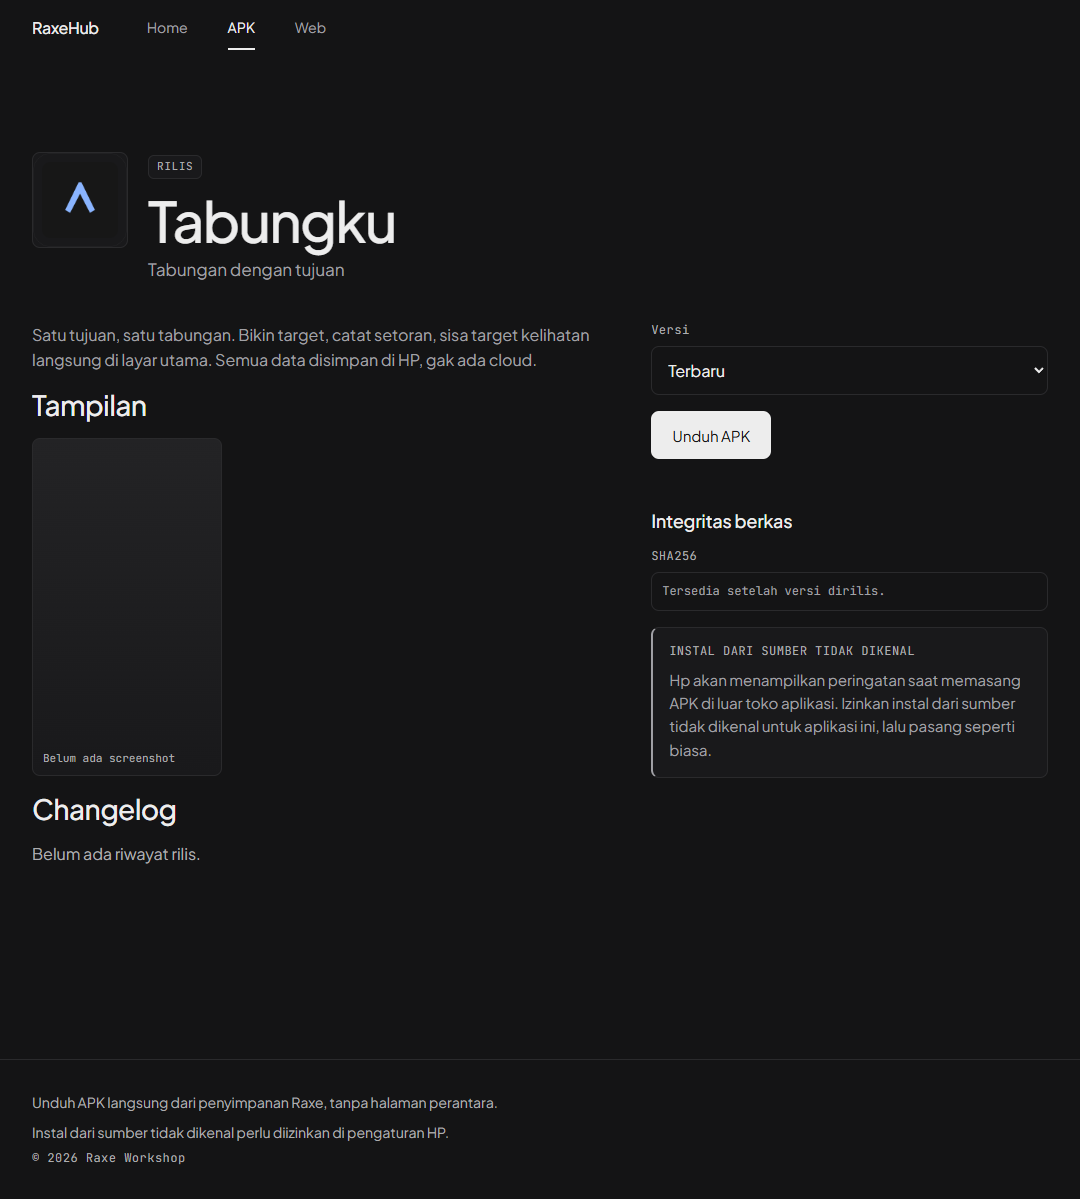 RaxeHub
Home
APK
Web
RILIS
Tabungku
Tabungan dengan tujuan
Satu tujuan, satu tabungan. Bikin target, catat setoran, sisa target kelihatan
langsung di layar utama. Semua data disimpan di HP, gak ada cloud.
Tampilan
Belum ada screenshot
Changelog
Belum ada riwayat rilis.
Versi
Terbaru
Unduh APK
Integritas berkas
SHA256
Tersedia setelah versi dirilis.
INSTAL DARI SUMBER TIDAK DIKENAL
Hp akan menampilkan peringatan saat memasang
APK di luar toko aplikasi. Izinkan instal dari sumber
tidak dikenal untuk aplikasi ini, lalu pasang seperti
biasa.
Unduh APK langsung dari penyimpanan Raxe, tanpa halaman perantara.
Instal dari sumber tidak dikenal perlu diizinkan di pengaturan HP.
© 2026 Raxe Workshop